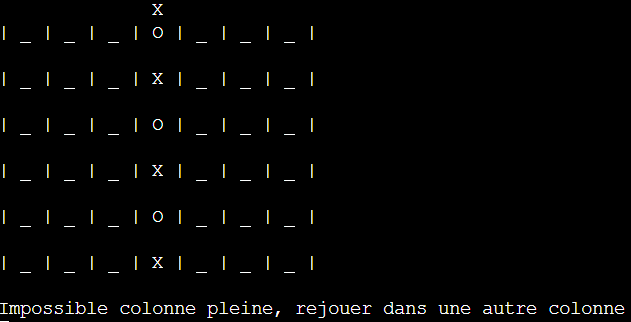 X
| _ | _ | _ | O | _ | _ | _ |
| _ | _ | _ | X | _ | _ | _ |
| _ | _ | _ | O | _ | _ | _ |
| _ | _ | _ | X | _ | _ | _ |
| _ | _ | _ | O | _ | _ | _ |
| _ | _ | _ | X | _ | _ | _ |
Impossible colonne pleine, rejouer dans une autre colonne